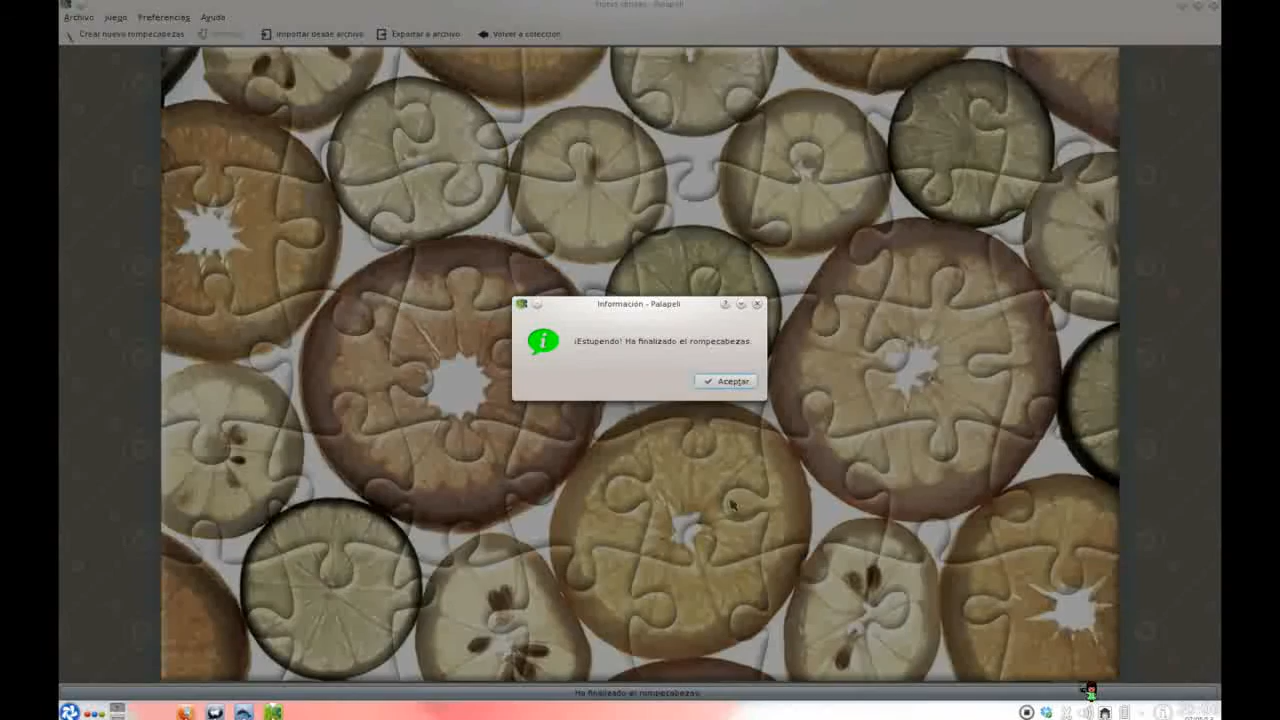 Archivo Juego Preferencias Ayuda
Crear nuevo rompecabezas Importar desde archivo Exportar a archivo Volver a colección
Información - Palapeli
¡Estupendo! Ha finalizado el rompecabezas.
Aceptar
Ha finalizado el rompecabezas.